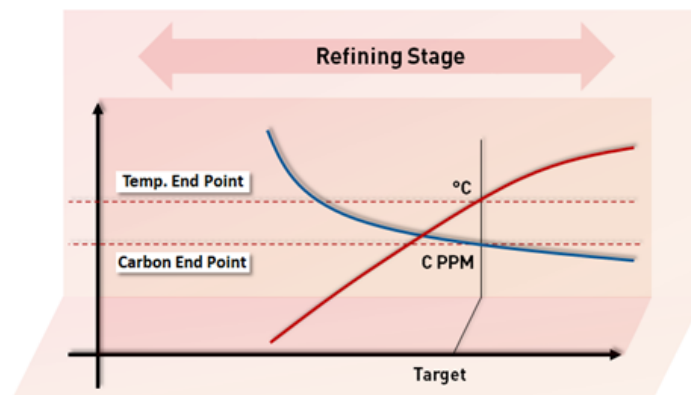 Refining Stage
Temp. End Point
°C
Carbon End Point
C PPM
Target